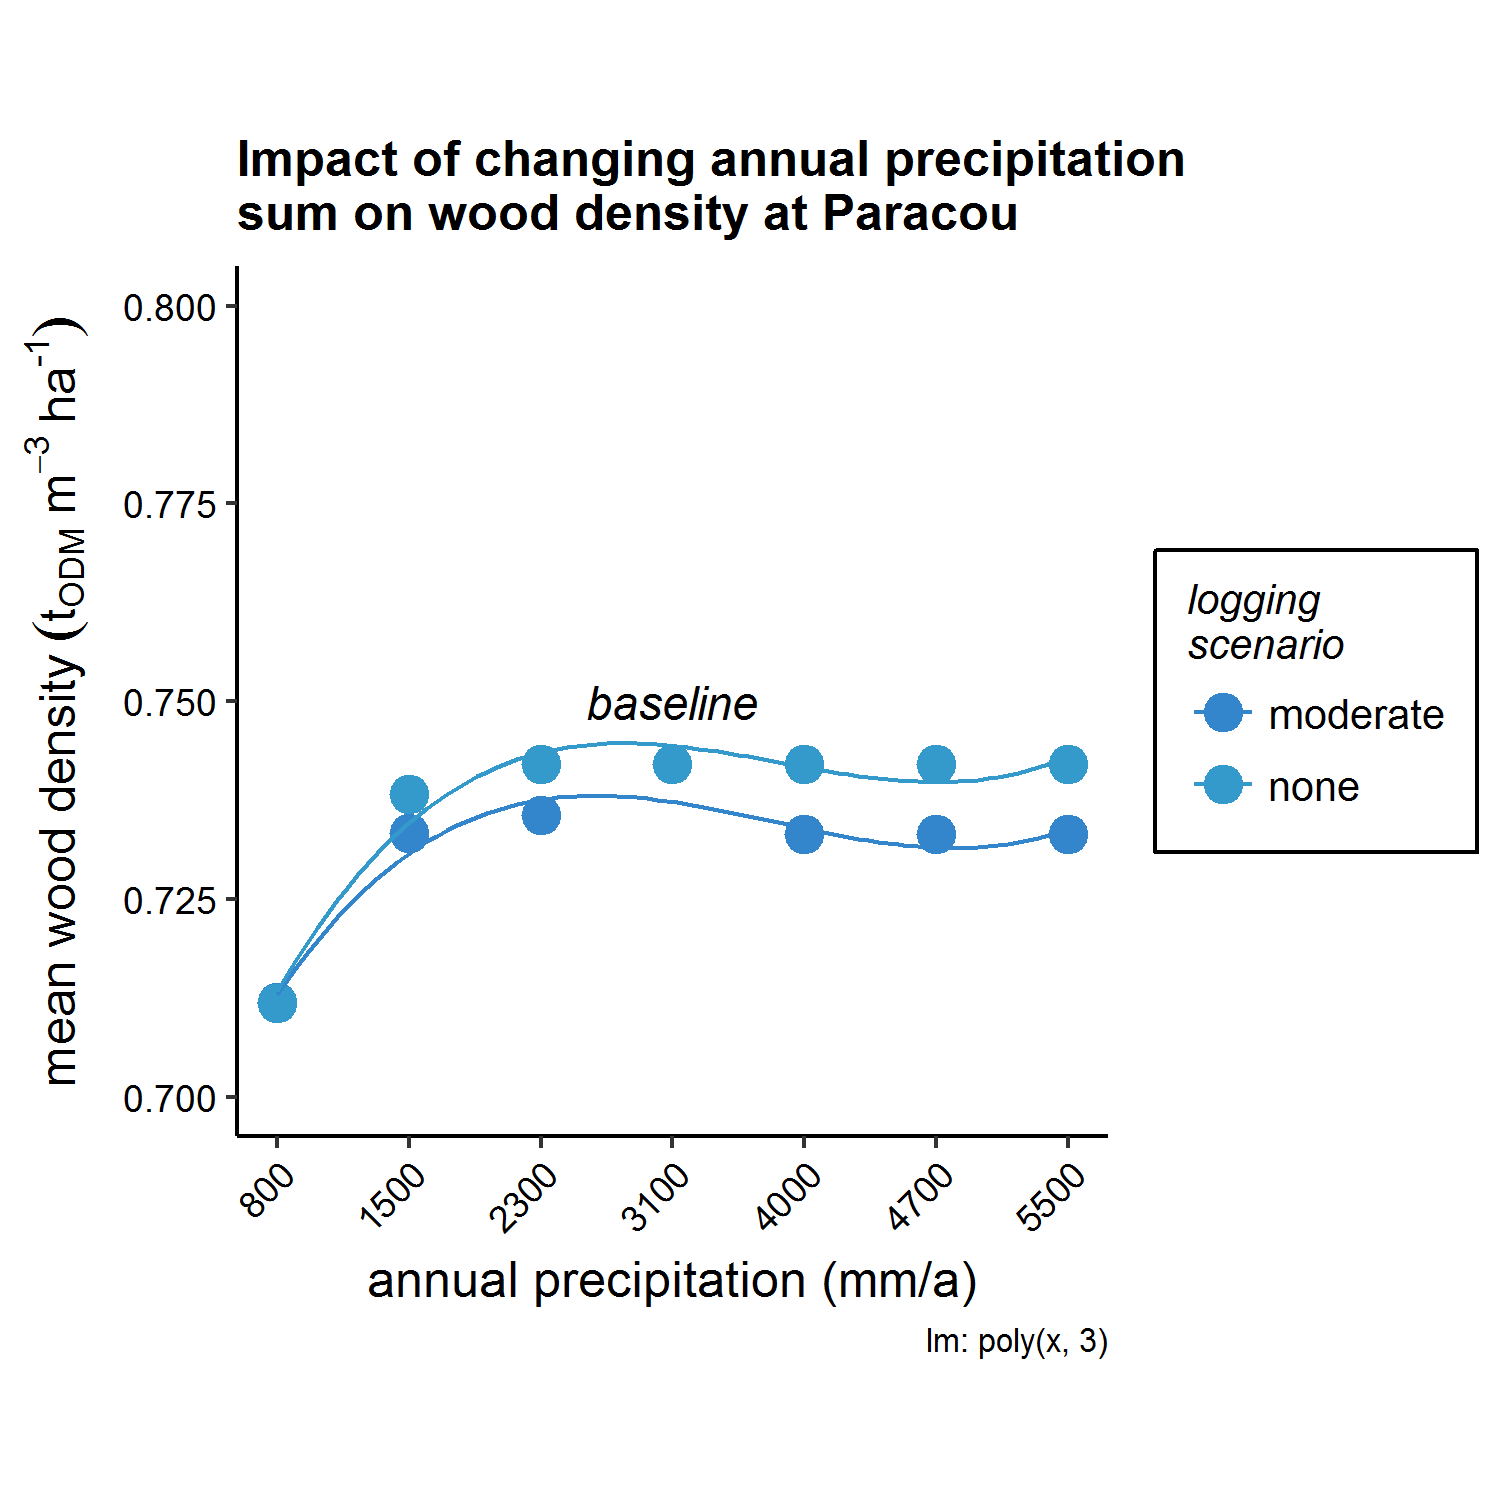 Impact of changing annual precipitation
sum on wood density at Paracou
mean wood density (t_ODM m⁻³ ha⁻¹)
0.800
0.775
0.750
0.725
0.700
baseline
800
1500
2300
3100
4000
4700
5500
annual precipitation (mm/a)
lm: poly(x, 3)
logging
scenario
moderate
none